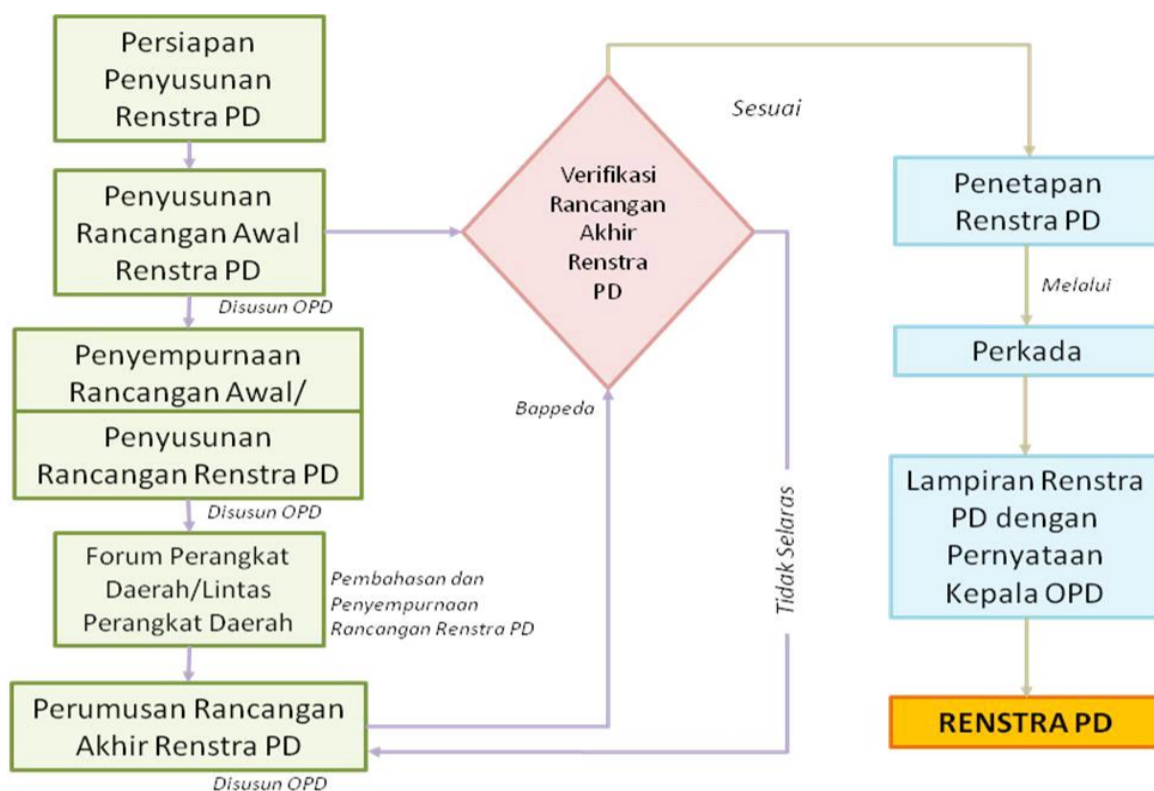 Persiapan
Penyusunan
Renstra PD
Penyusunan
Rancangan Awal
Renstra PD
Disusun OPD
Penyempurnaan
Rancangan Awal/
Penyusunan
Rancangan Renstra PD
Disusun OPD
Forum Perangkat
Daerah/Lintas
Perangkat Daerah
Pembahasan dan
Penyempurnaan
Rancangan Renstra PD
Perumusan Rancangan
Akhir Renstra PD
Disusun OPD
Verifikasi
Rancangan
Akhir
Renstra
PD
Bappeda
Tidak Selaras
Sesuai
Penetapan
Renstra PD
Melalui
Perkada
Lampiran Renstra
PD dengan
Pernyataan
Kepala OPD
RENSTRA PD